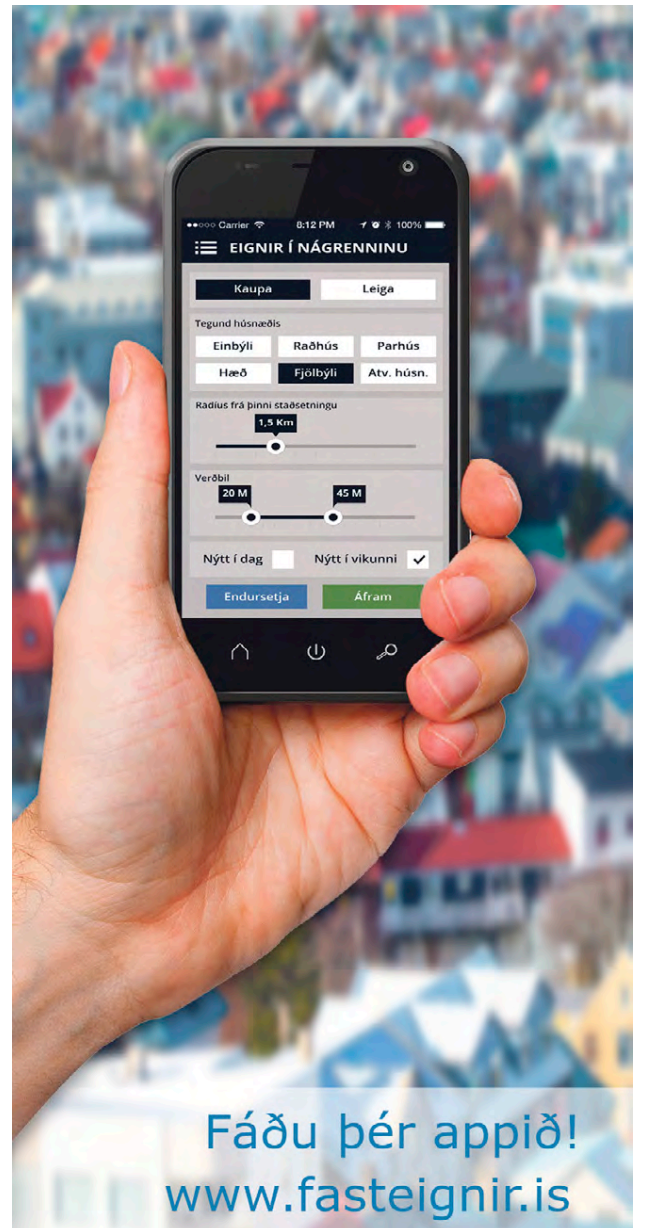 Carrier 8:12 PM 100%
EIGNIR Í NÁGRENNINU
Kaupa Leiga
Tegund húsnæðis
Einbýli Raðhús Parhús
Hæð Fjölbýli Atv. húsn.
Radíus frá þinni staðsetningu
1,5 Km
Verðbil
20 M 45 M
Nýtt í dag Nýtt í vikunni
Endursetja Áfram
Fáðu þér appið!
www.fasteignir.is